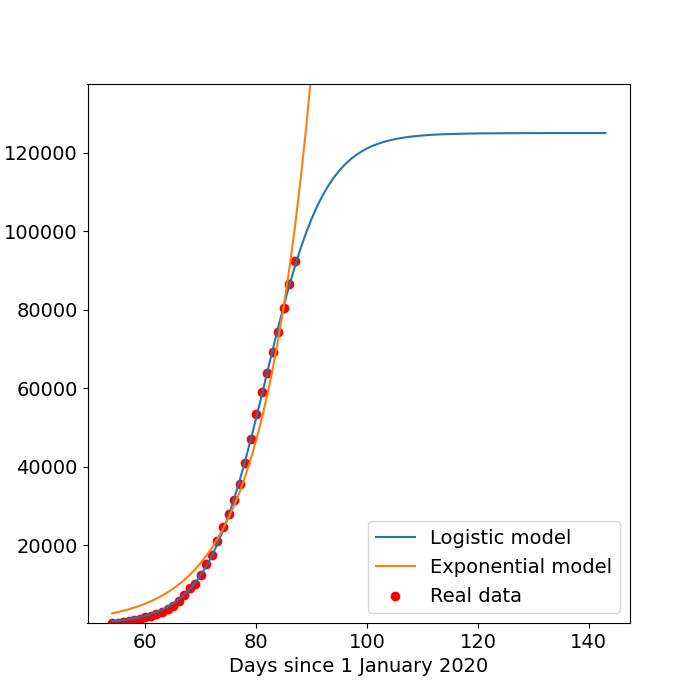 120000
100000
80000
60000
40000
20000
Logistic model
Exponential model
Real data
60 80 100 120 140
Days since 1 January 2020